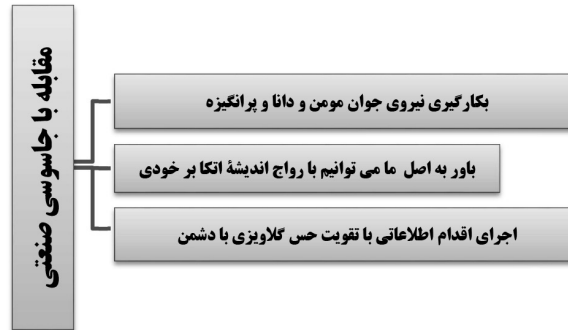 مقابله با جاسوسی صنعتی
بکارگیری نیروی جوان مومن و دانا و پرانگیزه
باور به اصل ما می توانیم با رواج اندیشهٔ اتکا بر خودی
اجرای اقدام اطلاعاتی با تقویت حس گلاویزی با دشمن